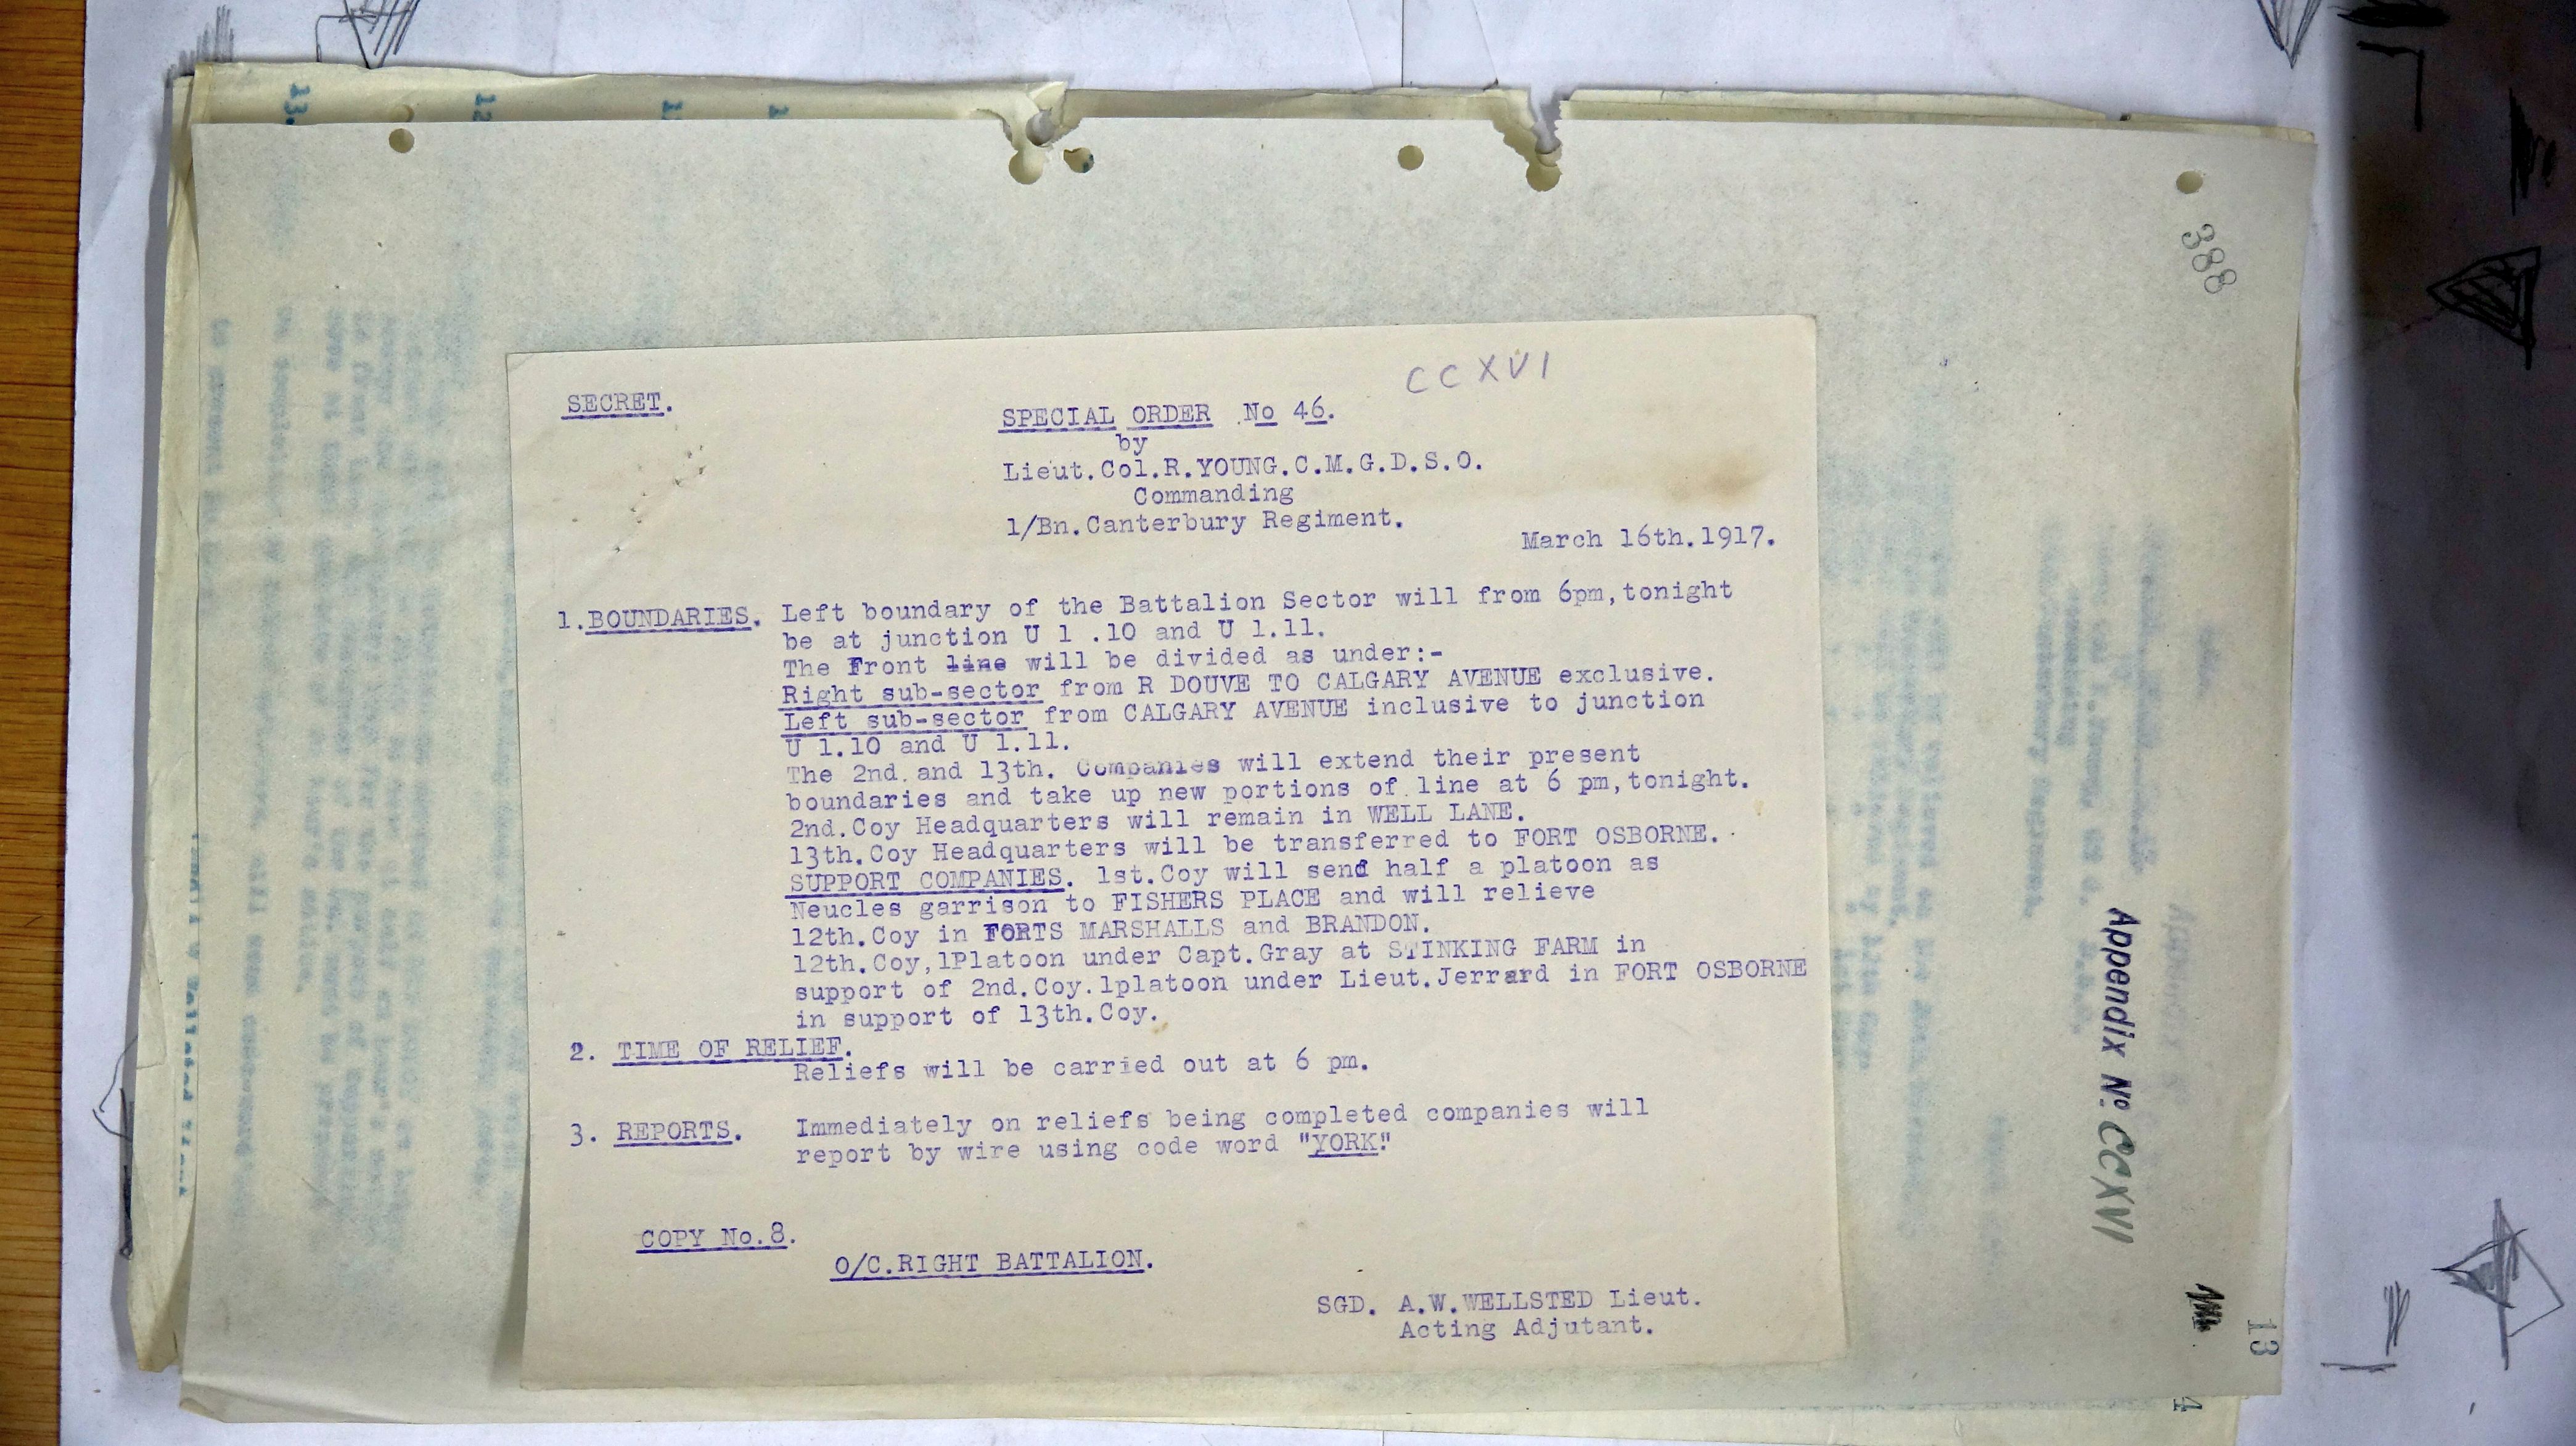 388
CCXVI
SECRET.
SPECIAL ORDER No 46.
by
Lieut.Col.R.YOUNG.C.M.G.D.S.O.
Commanding
1/Bn.Canterbury Regiment.
March 16th.1917.
1.BOUNDARIES. Left boundary of the Battalion Sector will from 6pm,tonight
be at junction U 1 .10 and U 1.11.
The Front line will be divided as under:-
Right sub-sector from R DOUVE TO CALGARY AVENUE exclusive.
Left sub-sector from CALGARY AVENUE inclusive to junction
U 1.10 and U 1.11.
The 2nd.and 13th. Companies will extend their present
boundaries and take up new portions of line at 6 pm,tonight.
2nd.Coy Headquarters will remain in WELL LANE.
13th.Coy Headquarters will be transferred to FORT OSBORNE.
SUPPORT COMPANIES. 1st.Coy will send half a platoon as
Neucles garrison to FISHERS PLACE and will relieve
12th.Coy in FORTS MARSHALLS and BRANDON.
12th.Coy,1Platoon under Capt.Gray at STINKING FARM in
support of 2nd.Coy.1platoon under Lieut.Jerrard in FORT OSBORNE
in support of 13th.Coy.
2. TIME OF RELIEF.
Reliefs will be carried out at 6 pm.
3. REPORTS. Immediately on reliefs being completed companies will
report by wire using code word "YORK"
COPY No.8.
O/C.RIGHT BATTALION.
SGD. A.W.WELLSTED Lieut.
Acting Adjutant.
Appendix No CCXVI
13
4
13.
12
1
1